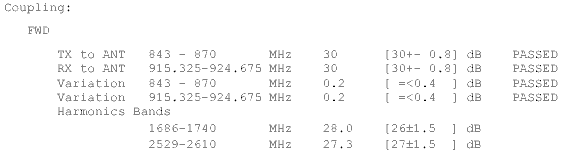 Coupling:
FWD
TX to ANT 843 - 870 MHz 30 [30+- 0.8] dB PASSED
RX to ANT 915.325-924.675 MHz 30 [30+- 0.8] dB PASSED
Variation 843 - 870 MHz 0.2 [ =<0.4 ] dB PASSED
Variation 915.325-924.675 MHz 0.2 [ =<0.4 ] dB PASSED
Harmonics Bands
1686-1740 MHz 28.0 [26±1.5 ] dB
2529-2610 MHz 27.3 [27±1.5 ] dB